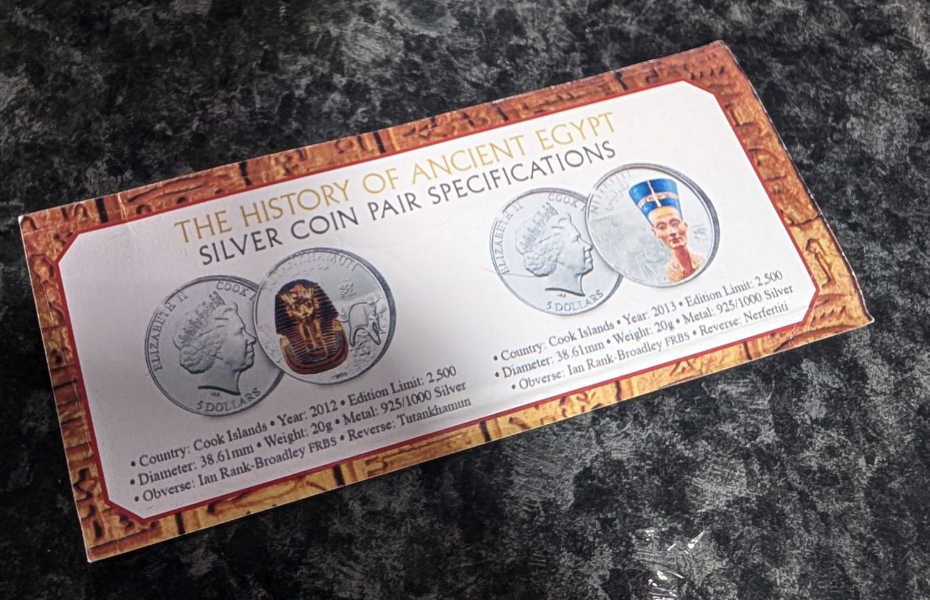 THE HISTORY OF ANCIENT EGYPT
SILVER COIN PAIR SPECIFICATIONS
ELIZABETH II COOK
5 DOLLARS
• Country: Cook Islands • Year: 2012 • Edition Limit: 2,500
• Diameter: 38.61mm • Weight: 20g • Metal: 925/1000 Silver
• Obverse: Ian Rank-Broadley FRBS • Reverse: Tutankhamun
ELIZABETH II COOK
5 DOLLARS
• Country: Cook Islands • Year: 2013 • Edition Limit: 2,500
• Diameter: 38.61mm • Weight: 20g • Metal: 925/1000 Silver
• Obverse: Ian Rank-Broadley FRBS • Reverse: Nerfertiti